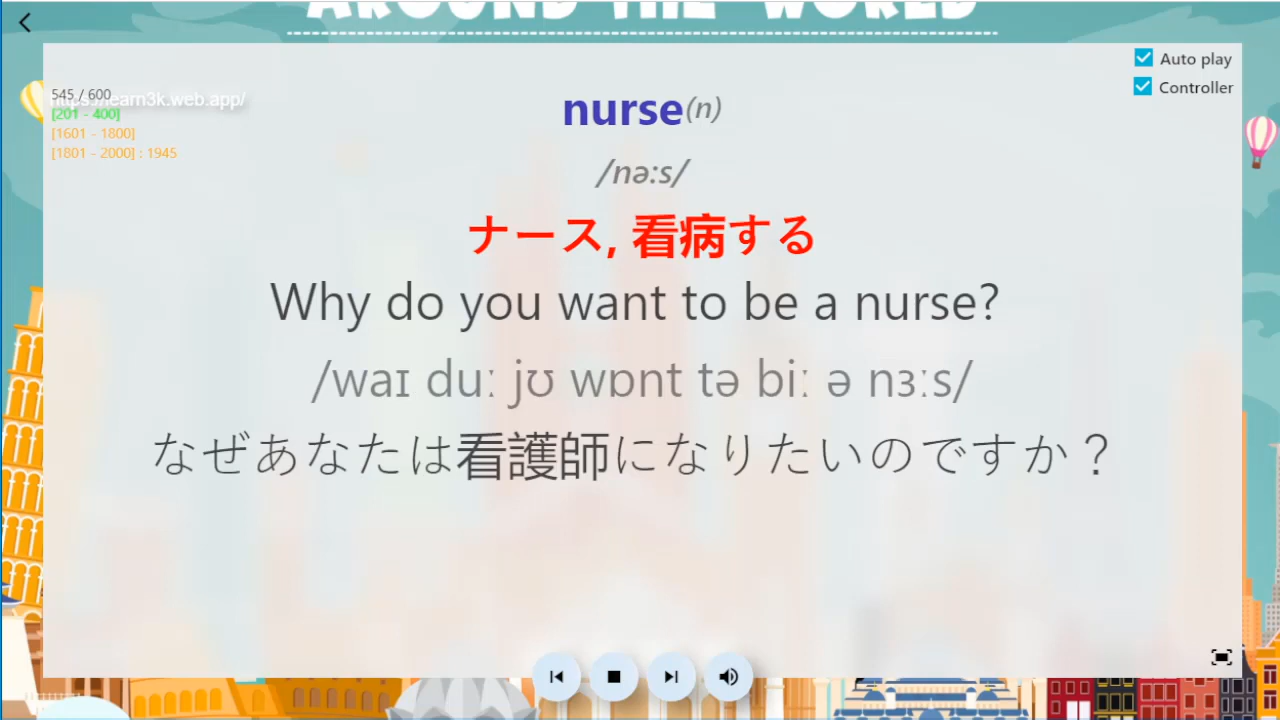 AROUND THE WORLD
Auto play
Controller
545 / 600
https://learn3k.web.app/
[201 - 400]
[1601 - 1800]
[1801 - 2000] : 1945
nurse(n)
/nə:s/
ナース, 看病する
Why do you want to be a nurse?
/waɪ duː jʊ wɒnt tə biː ə nɜːs/
なぜあなたは看護師になりたいのですか？